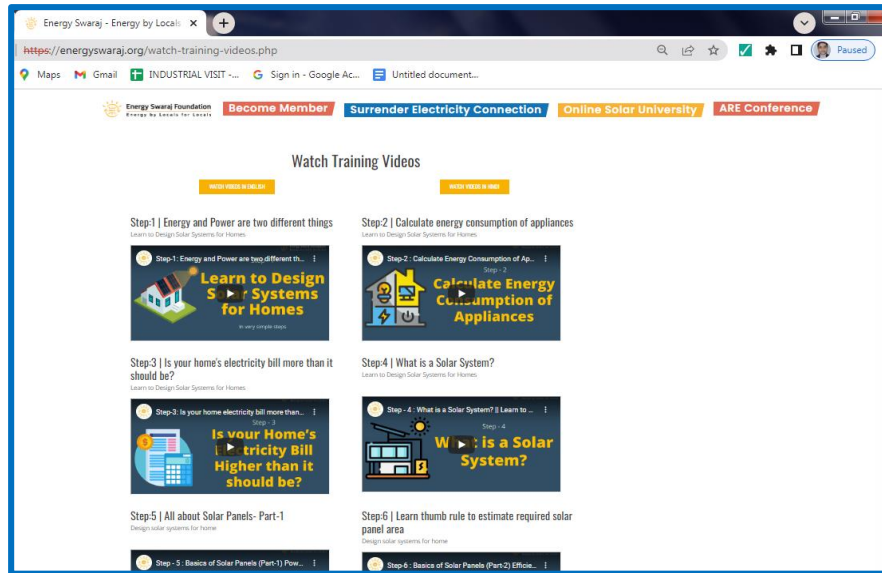 Energy Swaraj - Energy by Locals
https://energyswaraj.org/watch-training-videos.php
Paused
Maps
Gmail
INDUSTRIAL VISIT -...
Sign in - Google Ac...
Untitled document...
Energy Swaraj Foundation
Energy by Locals for Locals
Become Member
Surrender Electricity Connection
Online Solar University
ARE Conference
Watch Training Videos
WATCH VIDEOS IN ENGLISH
WATCH VIDEOS IN HINDI
Step:1 | Energy and Power are two different things
Learn to Design Solar Systems for Homes
Step-1: Energy and Power are two different th...
Learn to Design
Solar Systems
for Homes
in very simple steps
Step:2 | Calculate energy consumption of appliances
Learn to Design Solar Systems for Homes
Step-2 : Calculate Energy Consumption of Ap...
Step - 2
Calculate Energy
Consumption of
Appliances
Step:3 | Is your home's electricity bill more than it
should be?
Learn to Design Solar Systems for Homes
Step-3: Is your home electricity bill more than...
Step - 3
Is your Home's
Electricity Bill
Higher than it
should be?
Step:4 | What is a Solar System?
Learn to Design Solar Systems for Homes
Step - 4 : What is a Solar System? || Learn to ...
Step - 4
What is a Solar
System?
Step:5 | All about Solar Panels- Part-1
Design solar systems for home
Step - 5 : Basics of Solar Panels (Part-1) Pow...
Step:6 | Learn thumb rule to estimate required solar
panel area
Design solar systems for home
Step-6 : Basics of Solar Panels (Part-2) Efficie...